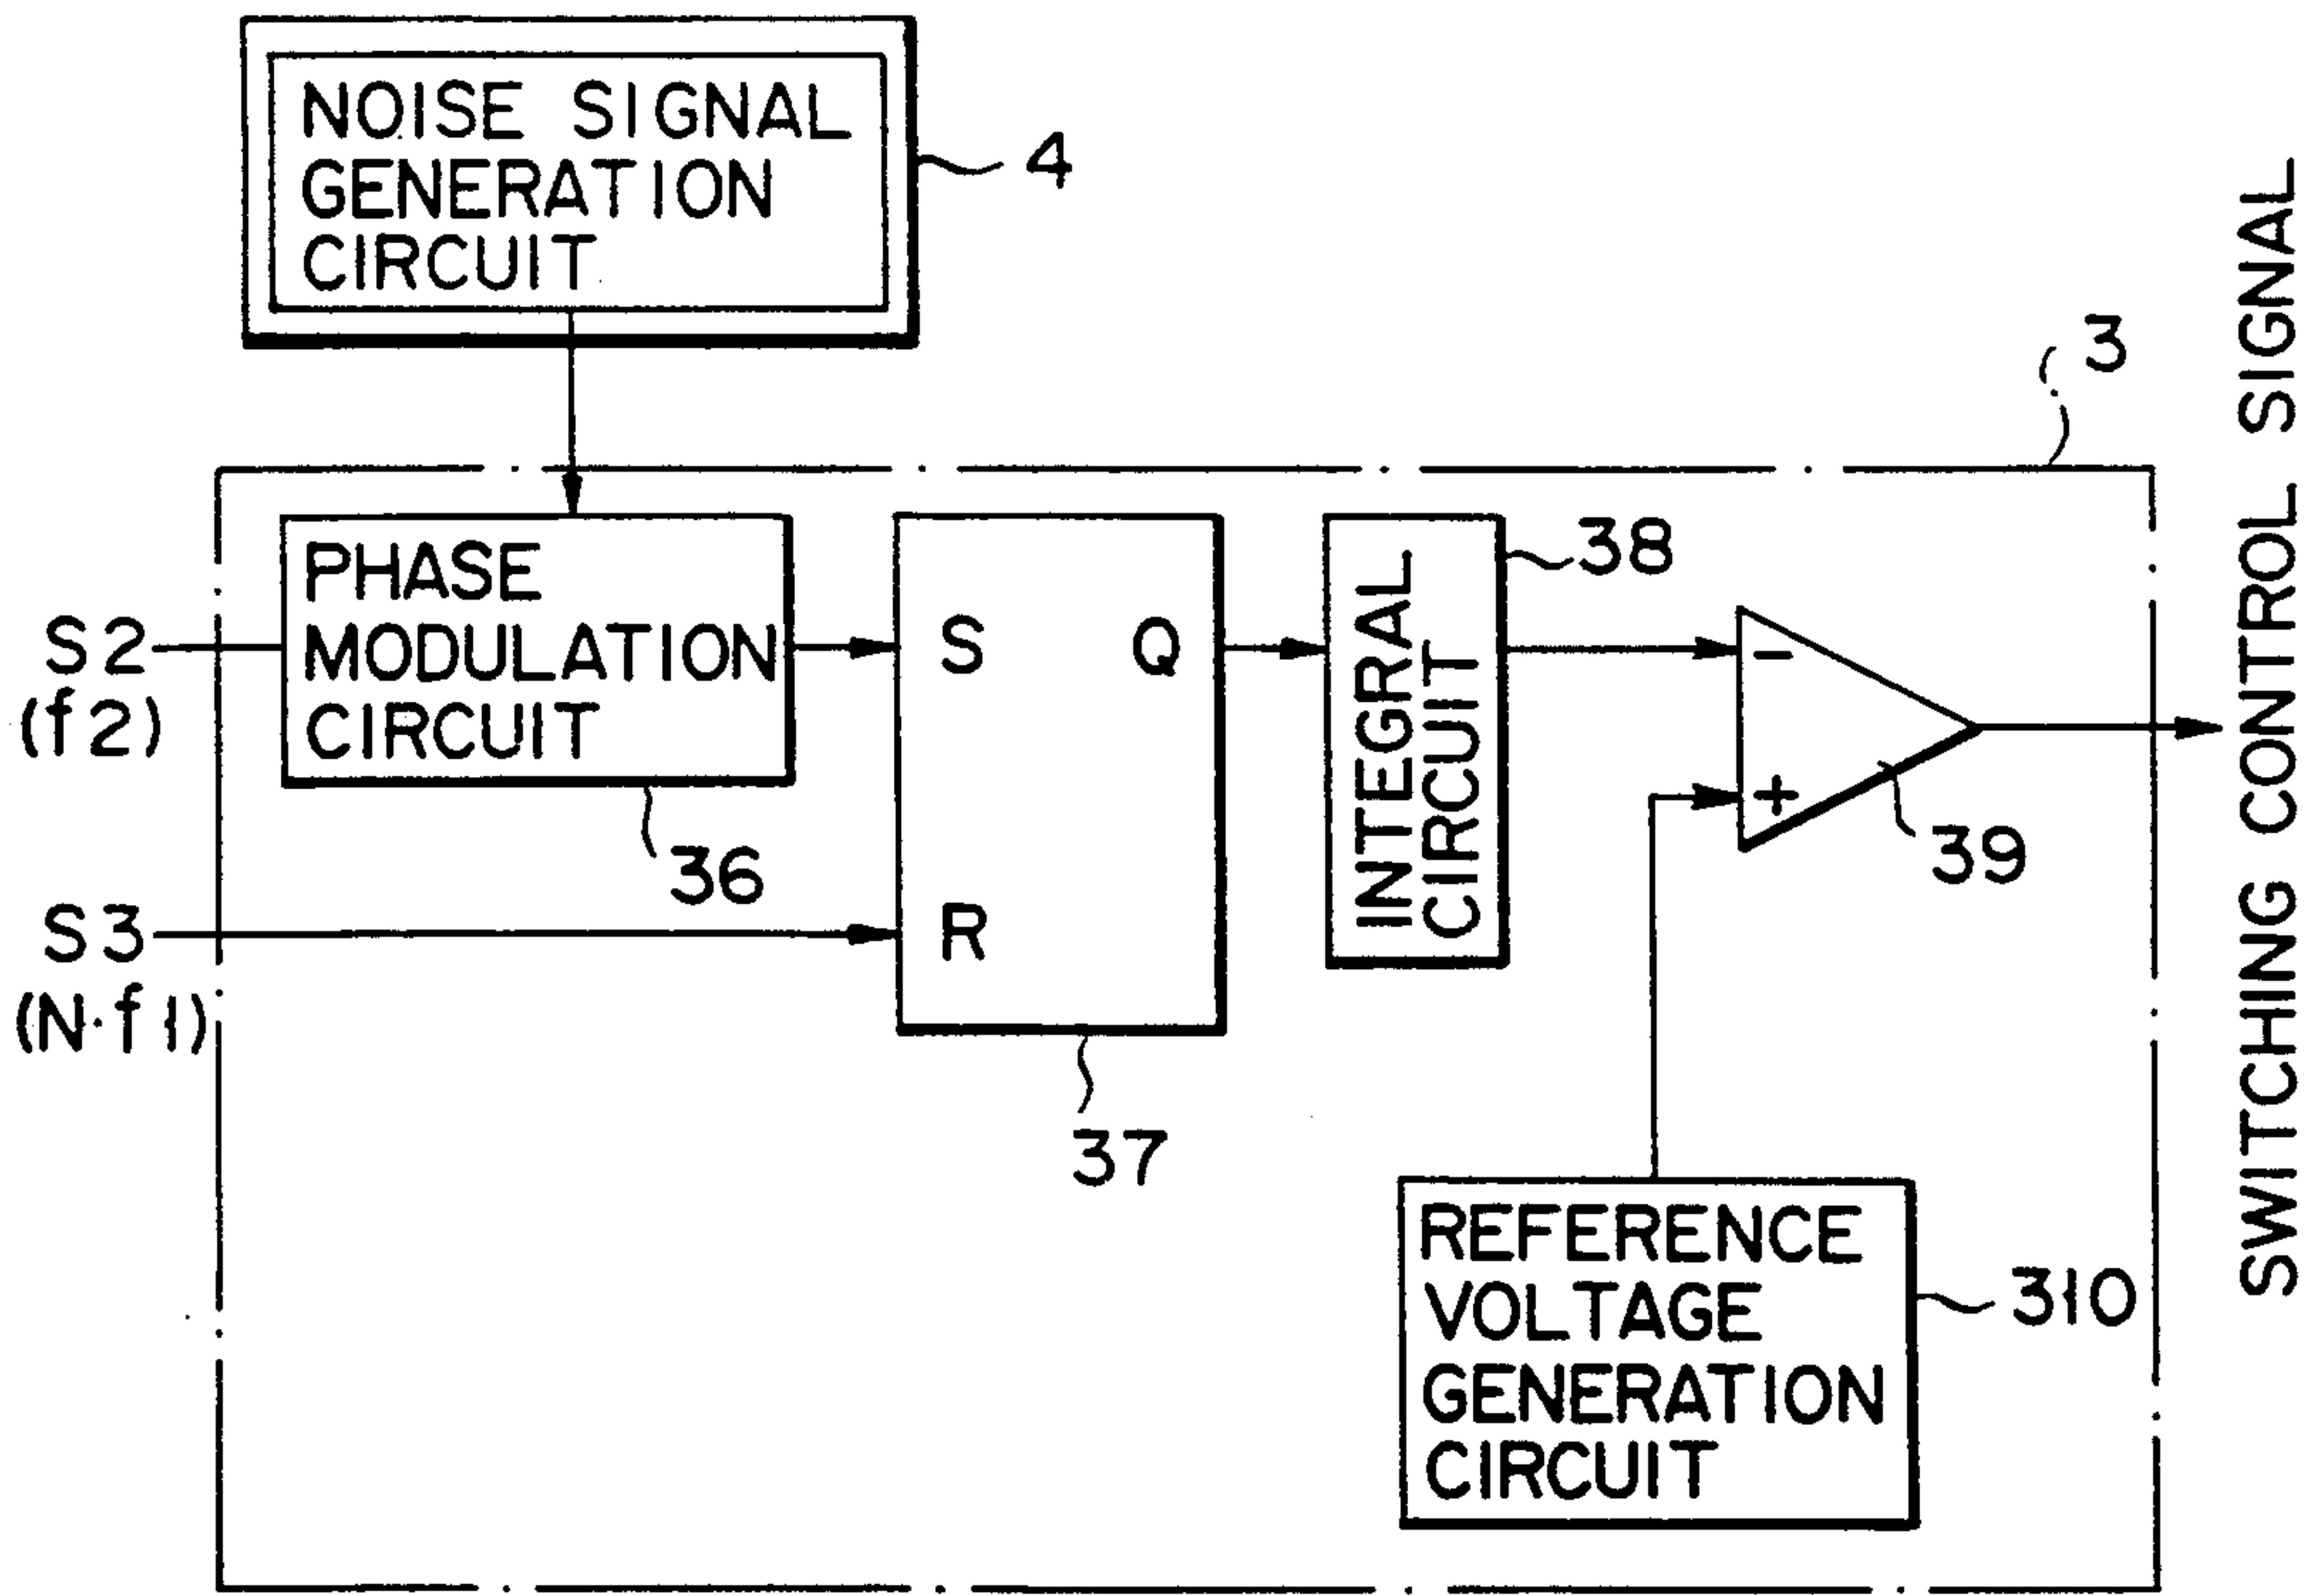 NOISE SIGNAL
GENERATION
CIRCUIT
4
3
PHASE
MODULATION
CIRCUIT
36
S2
(f2)
S3
(N·f1)
S
Q
R
37
INTEGRAL
CIRCUIT
38
−
+
39
REFERENCE
VOLTAGE
GENERATION
CIRCUIT
310
SWITCHING CONTROL SIGNAL